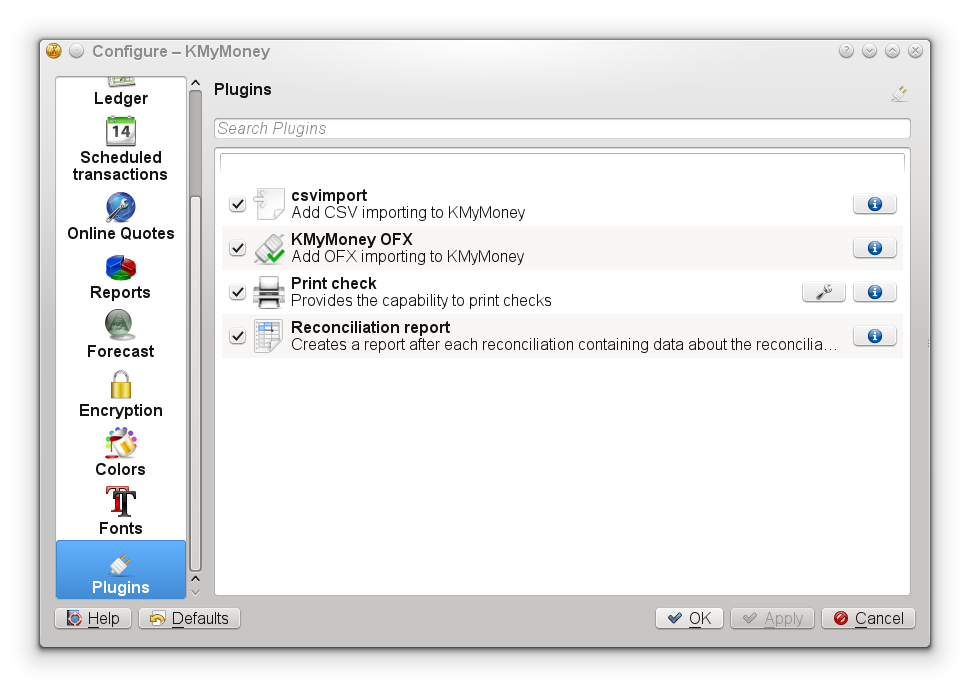 Configure – KMyMoney
Ledger
14
Scheduled
transactions
Online Quotes
Reports
Forecast
Encryption
Colors
Fonts
Plugins
Plugins
Search Plugins
csvimport
Add CSV importing to KMyMoney
KMyMoney OFX
Add OFX importing to KMyMoney
Print check
Provides the capability to print checks
Reconciliation report
Creates a report after each reconciliation containing data about the reconcilia...
Help
Defaults
OK
Apply
Cancel